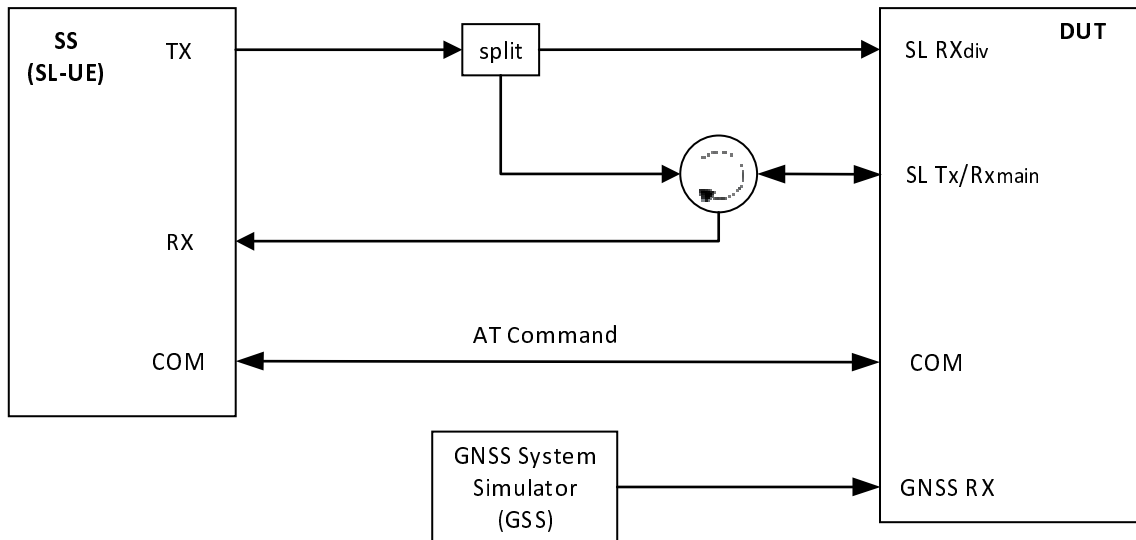 SS
(SL-UE)
TX
RX
COM
split
AT Command
GNSS System
Simulator
(GSS)
DUT
SL RXdiv
SL Tx/Rxmain
COM
GNSS RX